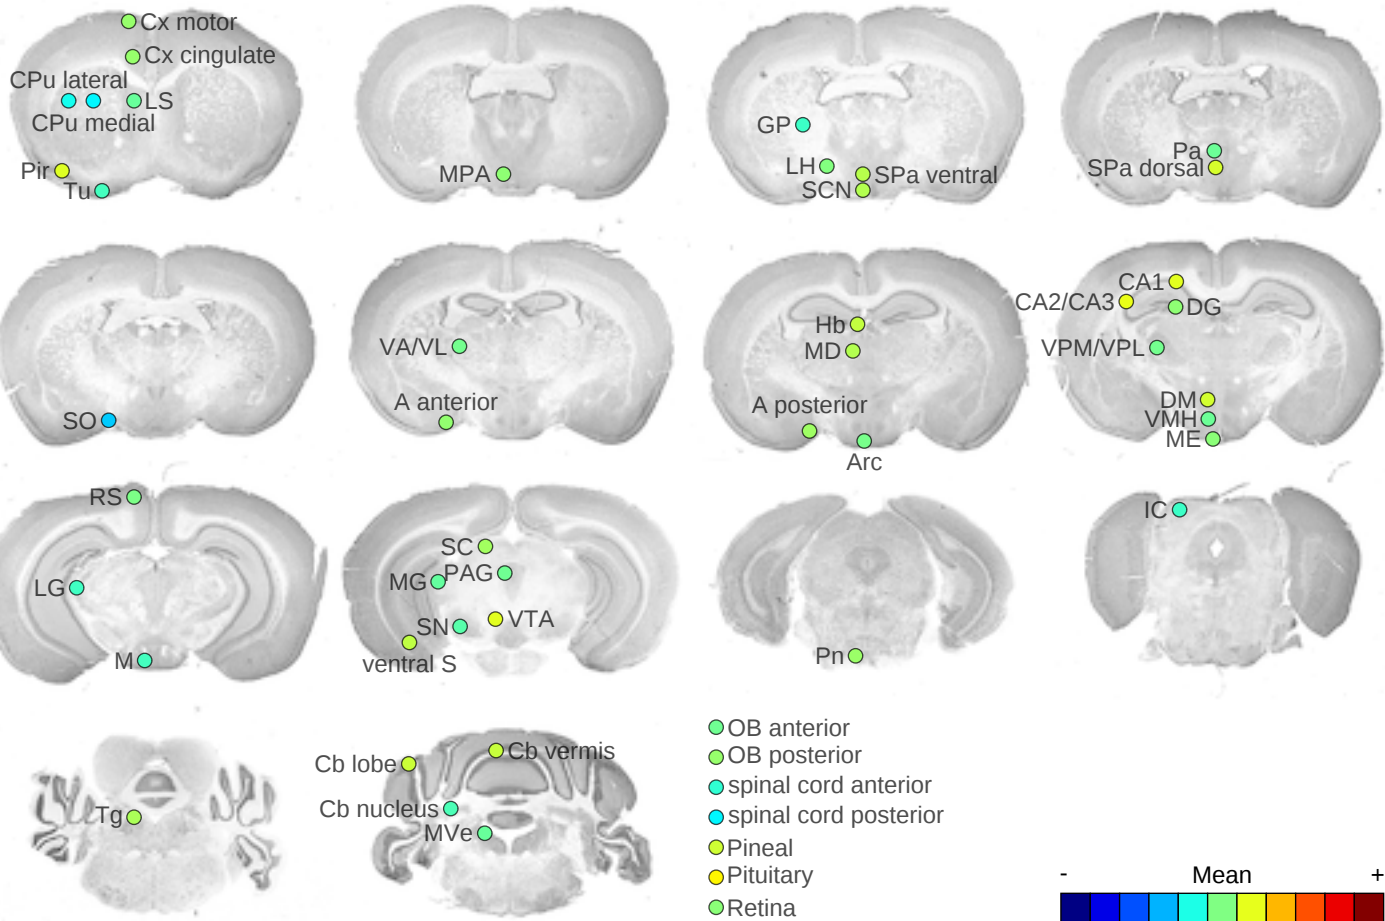 Cx motor
Cx cingulate
CPu lateral
LS
CPu medial
Pir
Tu
MPA
GP
LH
SPa ventral
SCN
Pa
SPa dorsal
SO
VA/VL
A anterior
Hb
MD
A posterior
Arc
CA1
CA2/CA3
DG
VPM/VPL
DM
VMH
ME
RS
LG
M
SC
PAG
MG
VTA
SN
ventral S
Pn
IC
Tg
Cb vermis
Cb lobe
Cb nucleus
MVe
OB anterior
OB posterior
spinal cord anterior
spinal cord posterior
Pineal
Pituitary
Retina
- Mean +